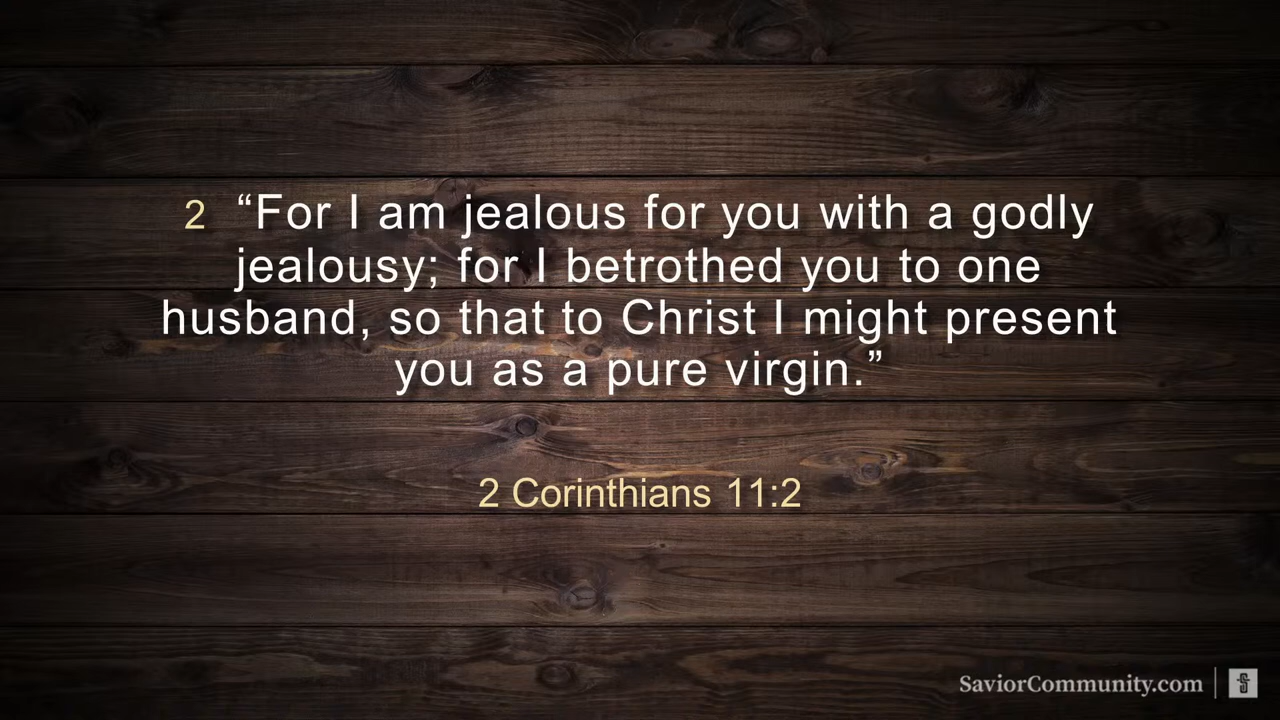 2 “For I am jealous for you with a godly
jealousy; for I betrothed you to one
husband, so that to Christ I might present
you as a pure virgin.”
2 Corinthians 11:2
SaviorCommunity.com